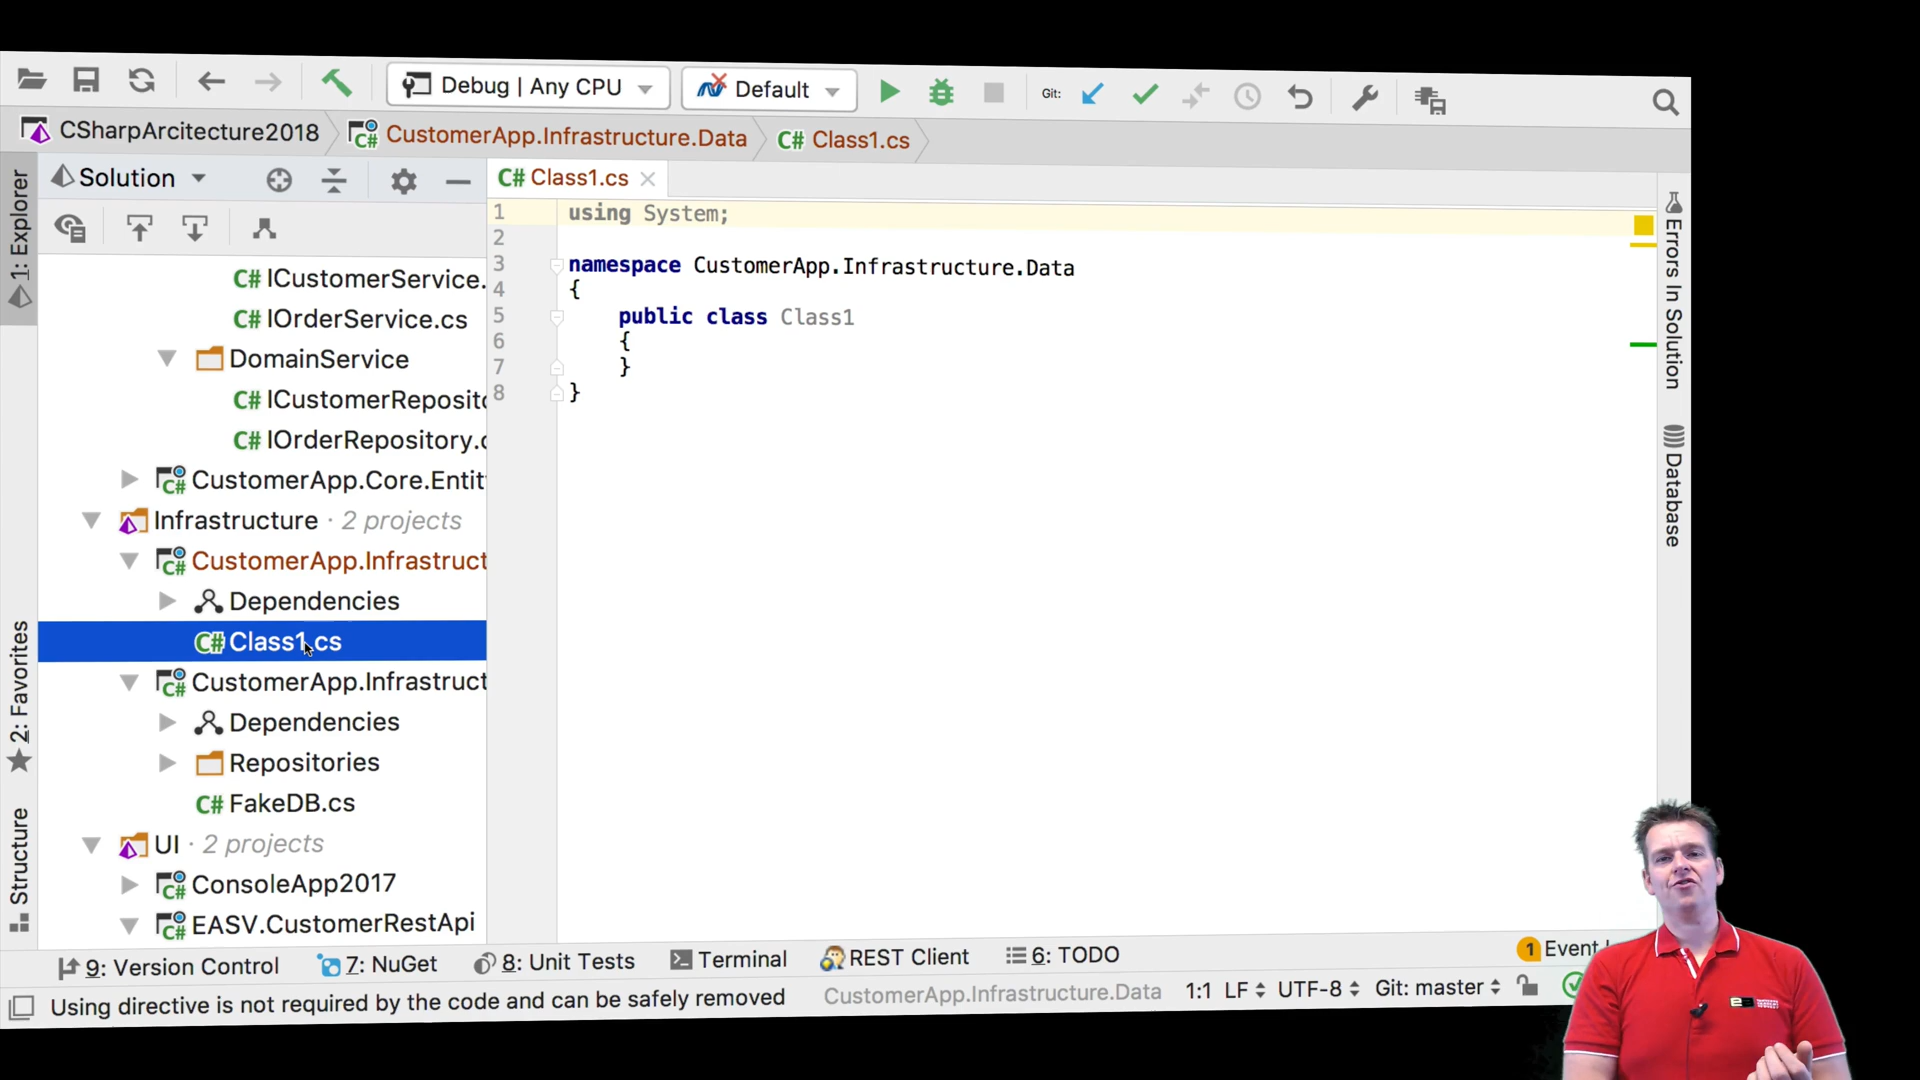 Debug | Any CPU
Default
Git:
CSharpArcitecture2018
CustomerApp.Infrastructure.Data
C# Class1.cs
1: Explorer
Solution
C# Class1.cs
C# ICustomerService.
C# IOrderService.cs
DomainService
C# ICustomerReposito
C# IOrderRepository.c
C# CustomerApp.Core.Entit
Infrastructure · 2 projects
C# CustomerApp.Infrastruct
Dependencies
C# Class1.cs
C# CustomerApp.Infrastruct
Dependencies
Repositories
C# FakeDB.cs
UI · 2 projects
C# ConsoleApp2017
C# EASV.CustomerRestApi
2: Favorites
Structure
1 using System;
2
3 namespace CustomerApp.Infrastructure.Data
4 {
5 public class Class1
6 {
7 }
8 }
Errors In Solution
Database
9: Version Control
7: NuGet
8: Unit Tests
Terminal
REST Client
6: TODO
1 Event
Using directive is not required by the code and can be safely removed
CustomerApp.Infrastructure.Data
1:1
LF
UTF-8
Git: master